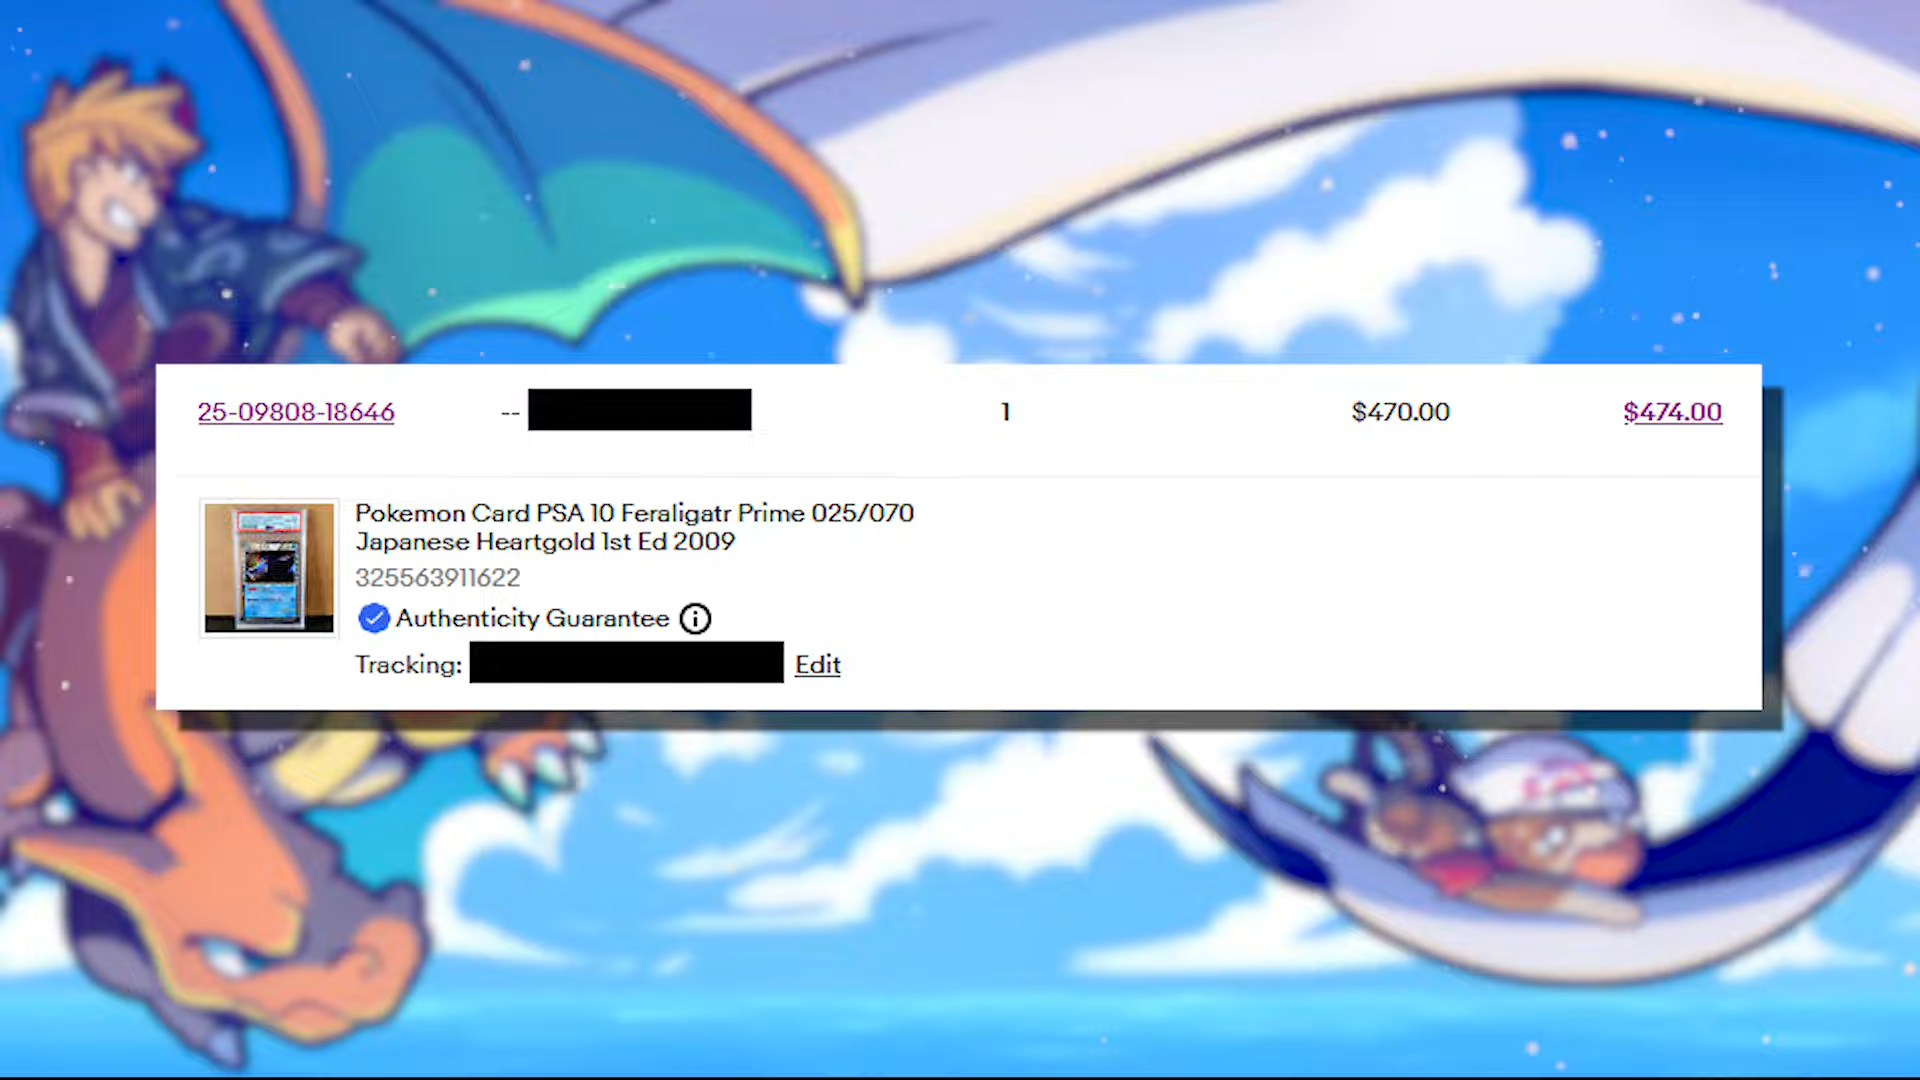 25-09808-18646 -- 1 $470.00 $474.00
Pokemon Card PSA 10 Feraligatr Prime 025/070
Japanese Heartgold 1st Ed 2009
325563911622
Authenticity Guarantee
Tracking: Edit